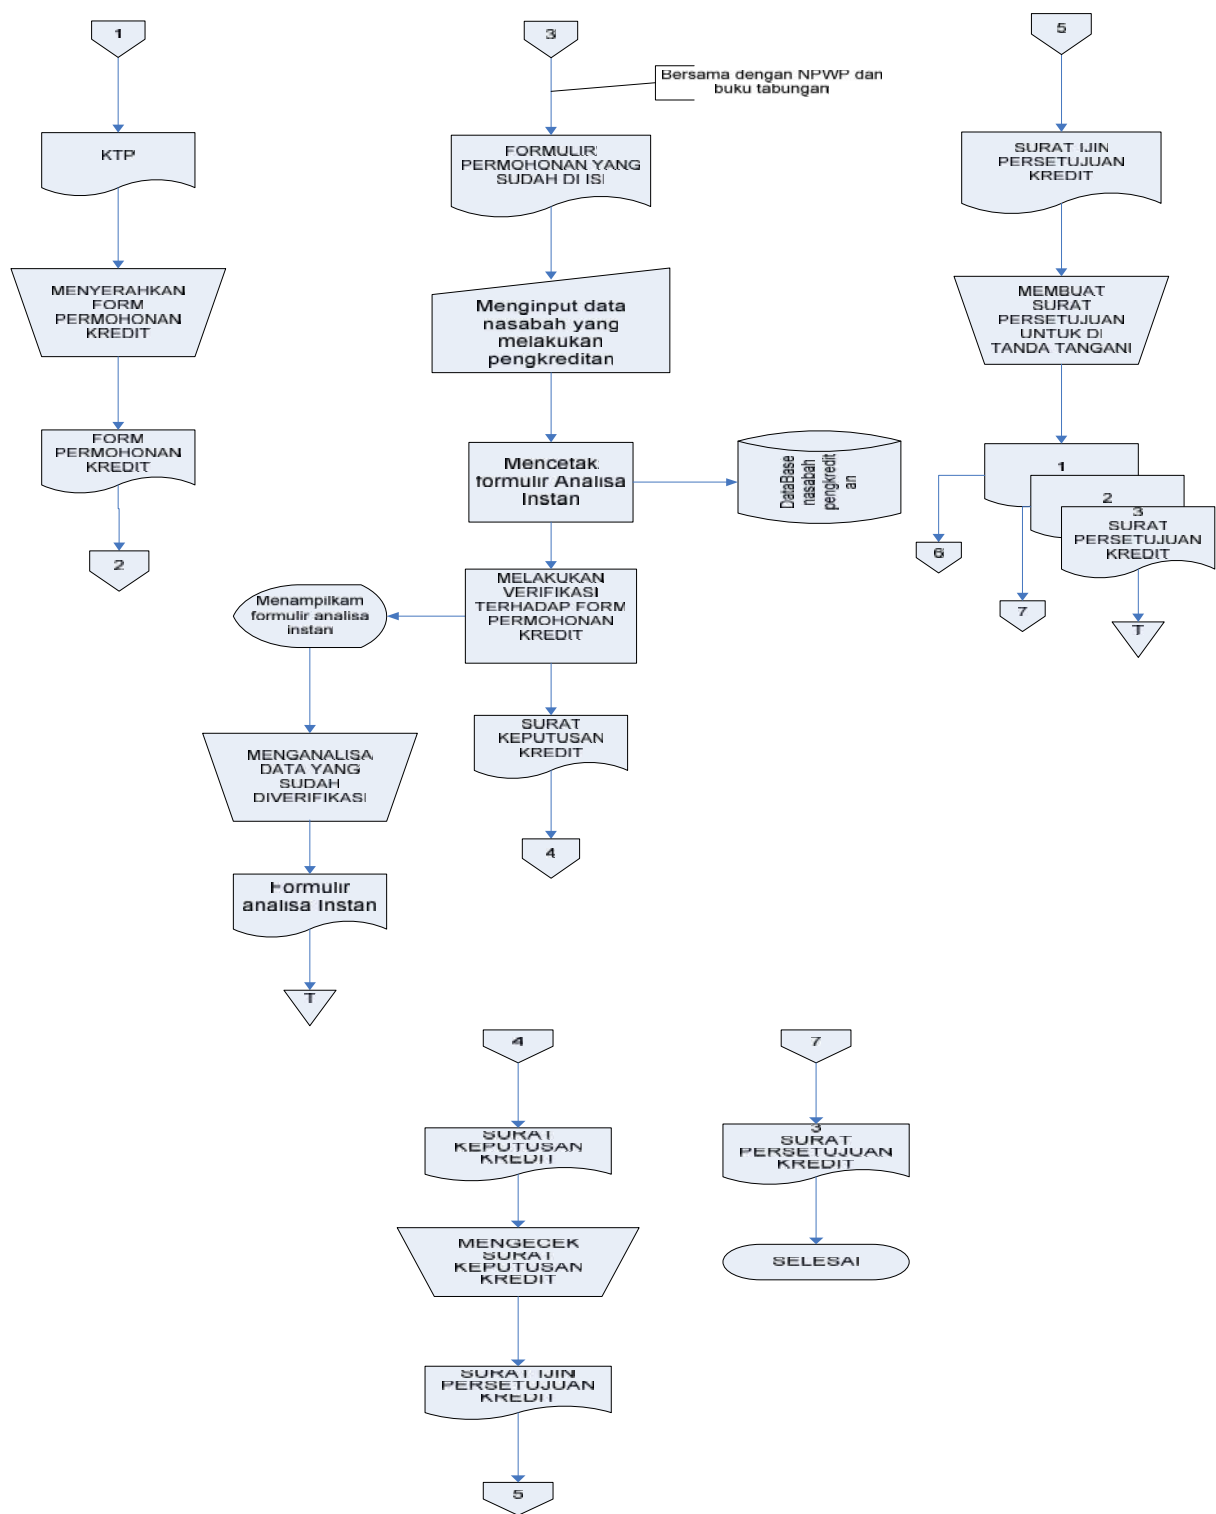 1
KTP
MENYERAHKAN
FORM
PERMOHONAN
KREDIT
FORM
PERMOHONAN
KREDIT
2
3
Bersama dengan NPWP dan
buku tabungan
FORMULIR
PERMOHONAN YANG
SUDAH DI ISI
Menginput data
nasabah yang
melakukan
pengkreditan
Mencetak
formulir Analisa
Instan
DataBase
nasabah
pengkredit
an
MELAKUKAN
VERIFIKASI
TERHADAP FORM
PERMOHONAN
KREDIT
Menampilkam
formulir analisa
instan
MENGANALISA
DATA YANG
SUDAH
DIVERIFIKASI
Formulir
analisa Instan
T
SURAT
KEPUTUSAN
KREDIT
4
5
SURAT IJIN
PERSETUJUAN
KREDIT
MEMBUAT
SURAT
PERSETUJUAN
UNTUK DI
TANDA TANGANI
1
2
3
SURAT
PERSETUJUAN
KREDIT
6
7
T
4
SURAT
KEPUTUSAN
KREDIT
MENGECEK
SURAT
KEPUTUSAN
KREDIT
SURAT IJIN
PERSETUJUAN
KREDIT
5
7
3
SURAT
PERSETUJUAN
KREDIT
SELESAI